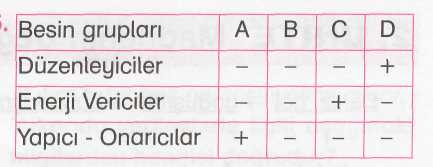 Besin grupları A B C D
Düzenleyiciler – – – +
Enerji Vericiler – – + –
Yapıcı - Onarıcılar + – – –